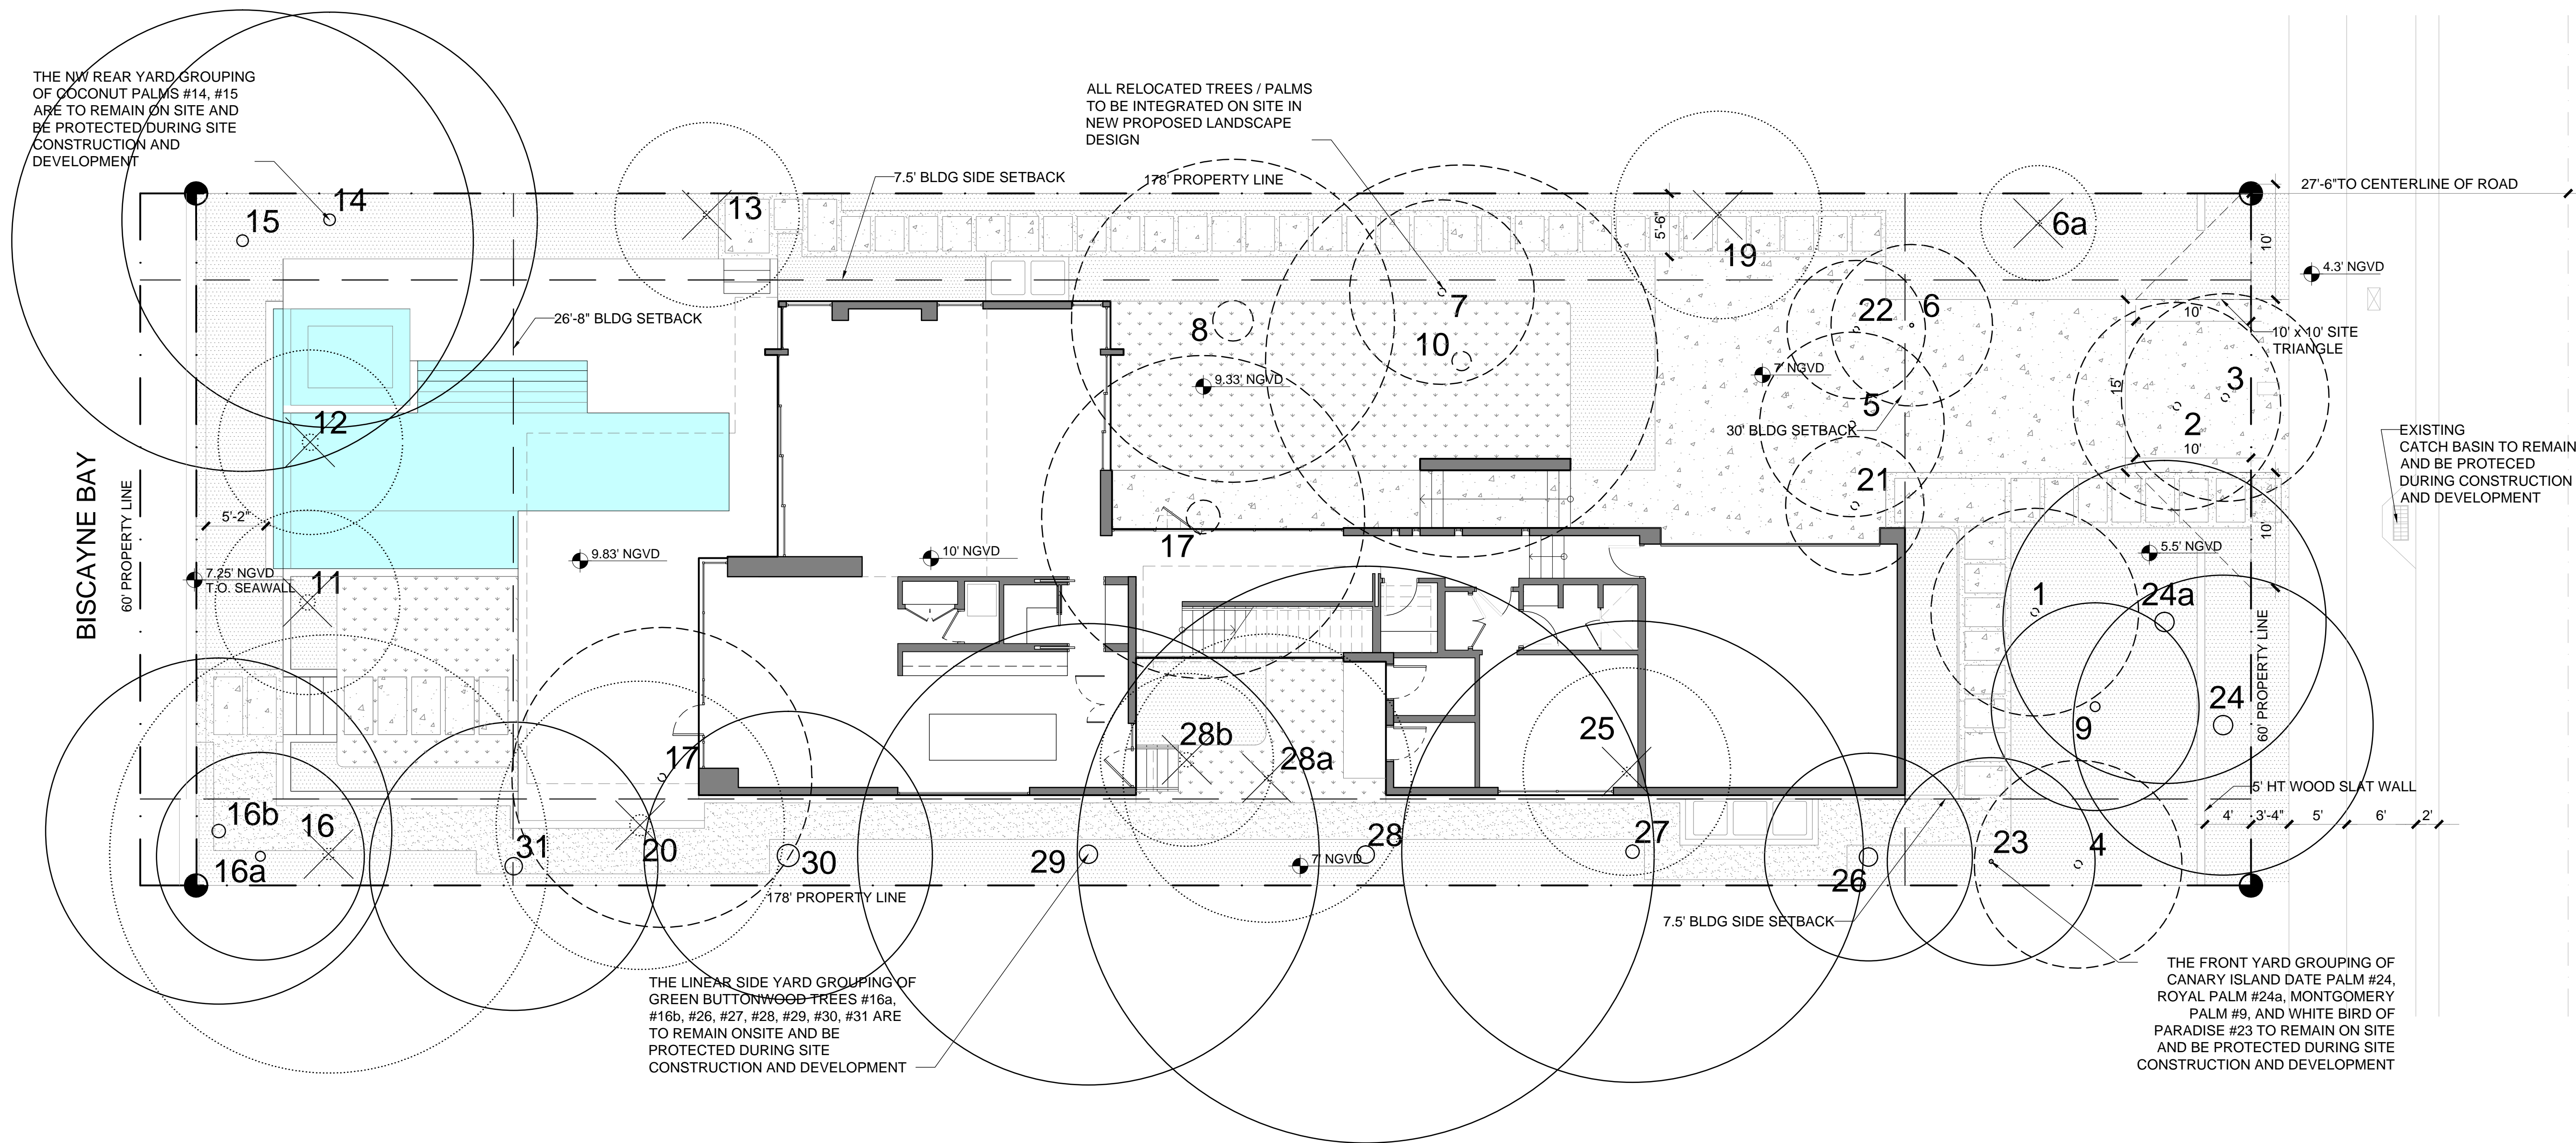 THE NW REAR YARD GROUPING
OF COCONUT PALMS #14, #15
ARE TO REMAIN ON SITE AND
BE PROTECTED DURING SITE
CONSTRUCTION AND
DEVELOPMENT
ALL RELOCATED TREES / PALMS
TO BE INTEGRATED ON SITE IN
NEW PROPOSED LANDSCAPE
DESIGN
7.5' BLDG SIDE SETBACK
178' PROPERTY LINE
27'-6"TO CENTERLINE OF ROAD
14
15
13
19
6a
5'-6"
10'
4.3' NGVD
26'-8" BLDG SETBACK
8
7
10
22
6
10'
10' x 10' SITE
TRIANGLE
9.33' NGVD
7' NGVD
15'
3
2
5
30' BLDG SETBACK
10'
12
EXISTING
CATCH BASIN TO REMAIN
AND BE PROTECED
DURING CONSTRUCTION
AND DEVELOPMENT
BISCAYNE BAY
60' PROPERTY LINE
5'-2"
21
10'
17
9.83' NGVD
10' NGVD
5.5' NGVD
7.25' NGVD
T.O. SEAWALL
11
1
24a
60' PROPERTY LINE
24
9
17
28b
28a
25
5' HT WOOD SLAT WALL
4'
3'-4"
5'
6'
2'
16b
16
16a
31
20
30
29
28
7' NGVD
27
26
23
4
178' PROPERTY LINE
7.5' BLDG SIDE SETBACK
THE LINEAR SIDE YARD GROUPING OF
GREEN BUTTONWOOD TREES #16a,
#16b, #26, #27, #28, #29, #30, #31 ARE
TO REMAIN ONSITE AND BE
PROTECTED DURING SITE
CONSTRUCTION AND DEVELOPMENT
THE FRONT YARD GROUPING OF
CANARY ISLAND DATE PALM #24,
ROYAL PALM #24a, MONTGOMERY
PALM #9, AND WHITE BIRD OF
PARADISE #23 TO REMAIN ON SITE
AND BE PROTECTED DURING SITE
CONSTRUCTION AND DEVELOPMENT